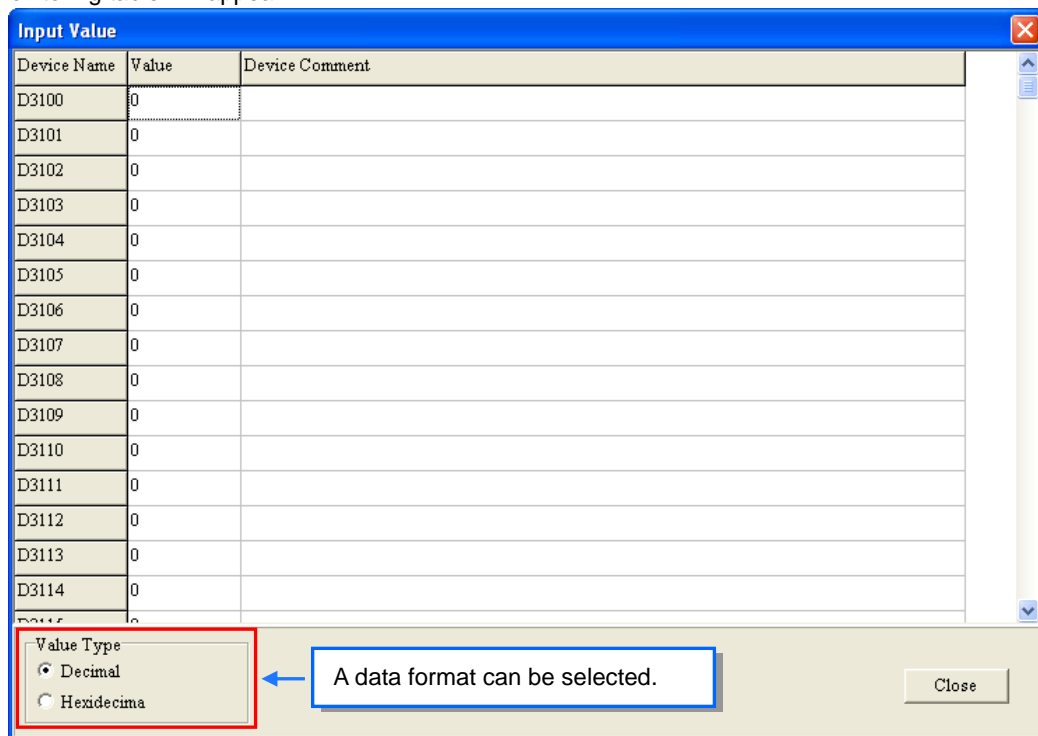 Input Value
Device Name Value Device Comment
D3100 0
D3101 0
D3102 0
D3103 0
D3104 0
D3105 0
D3106 0
D3107 0
D3108 0
D3109 0
D3110 0
D3111 0
D3112 0
D3113 0
D3114 0
Value Type
Decimal
Hexidecima
A data format can be selected.
Close